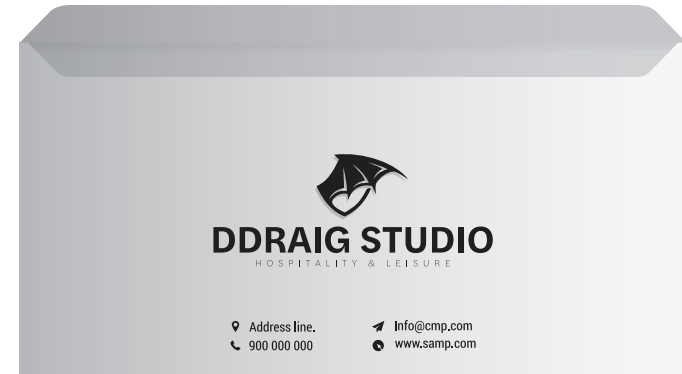 DDRAIG STUDIO
HOSPITALITY & LEISURE
Address line.
900 000 000
Info@cmp.com
www.samp.com